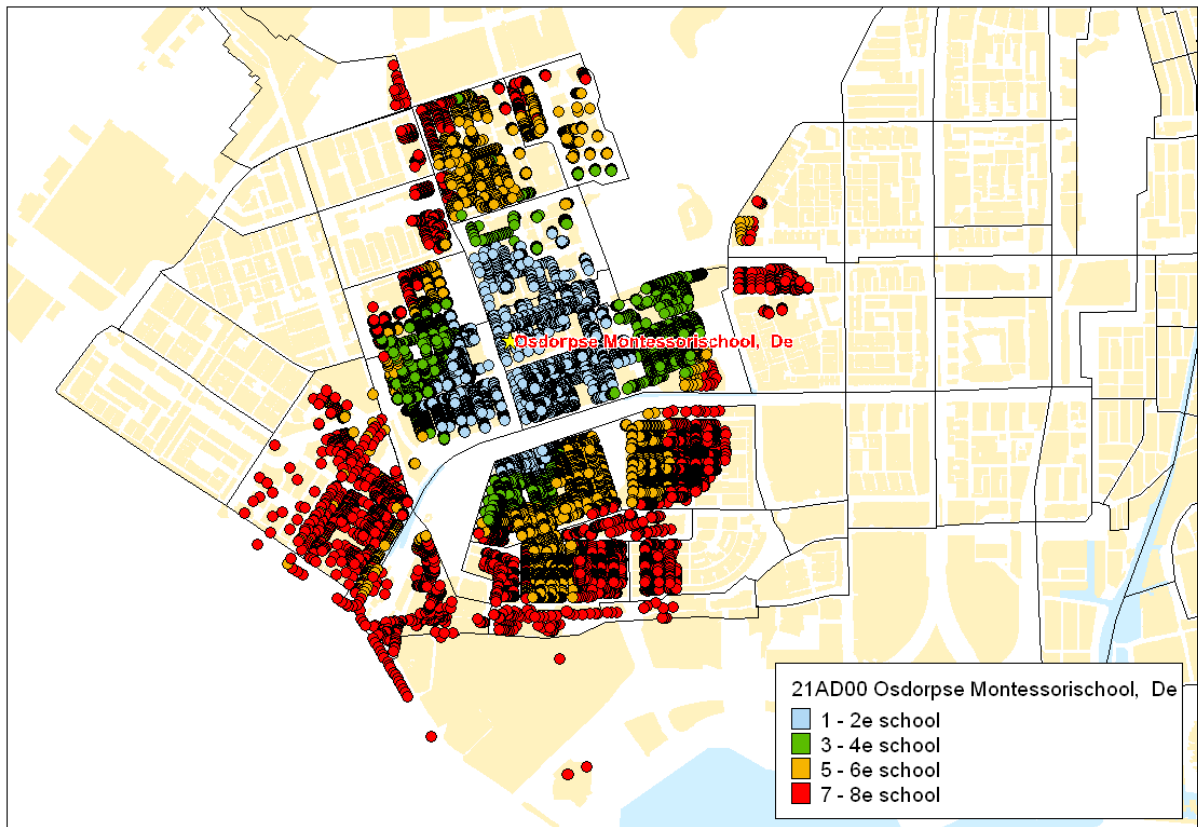 Osdorpse Montessorischool, De
21AD00 Osdorpse Montessorischool, De
1 - 2e school
3 - 4e school
5 - 6e school
7 - 8e school